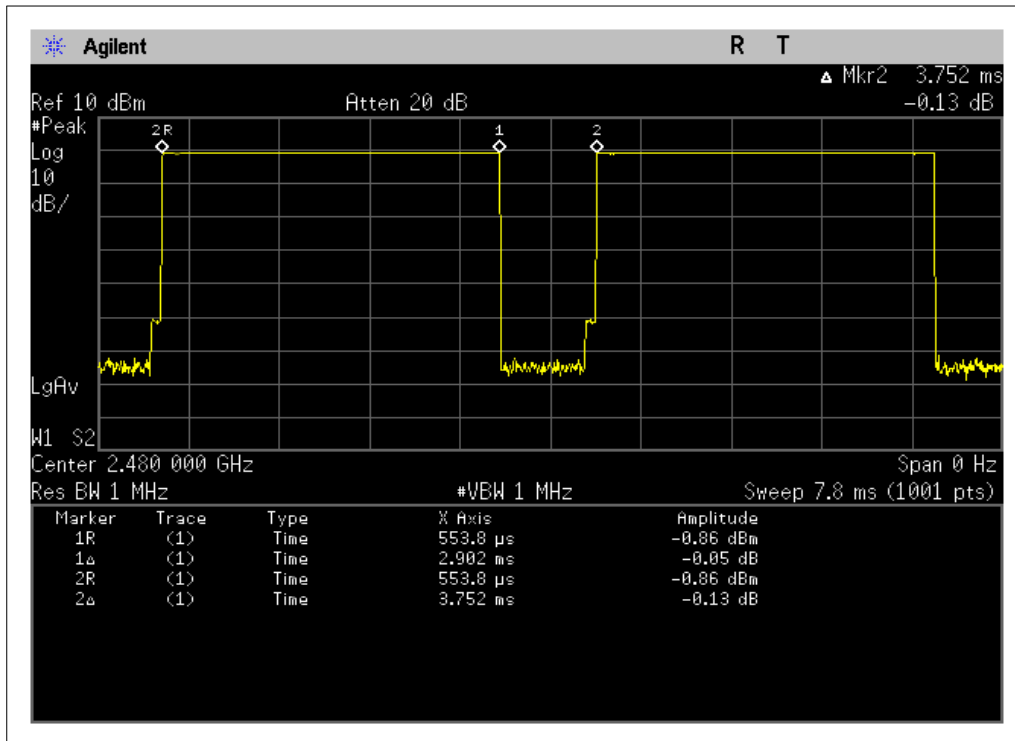 Agilent R T
Δ Mkr2 3.752 ms
Ref 10 dBm Atten 20 dB -0.13 dB
#Peak
Log
10
dB/
2R 1 2
LgAv
W1 S2
Center 2.480 000 GHz Span 0 Hz
Res BW 1 MHz #VBW 1 MHz Sweep 7.8 ms (1001 pts)
Marker Trace Type X Axis Amplitude
1R (1) Time 553.8 µs -0.86 dBm
1Δ (1) Time 2.902 ms -0.05 dB
2R (1) Time 553.8 µs -0.86 dBm
2Δ (1) Time 3.752 ms -0.13 dB